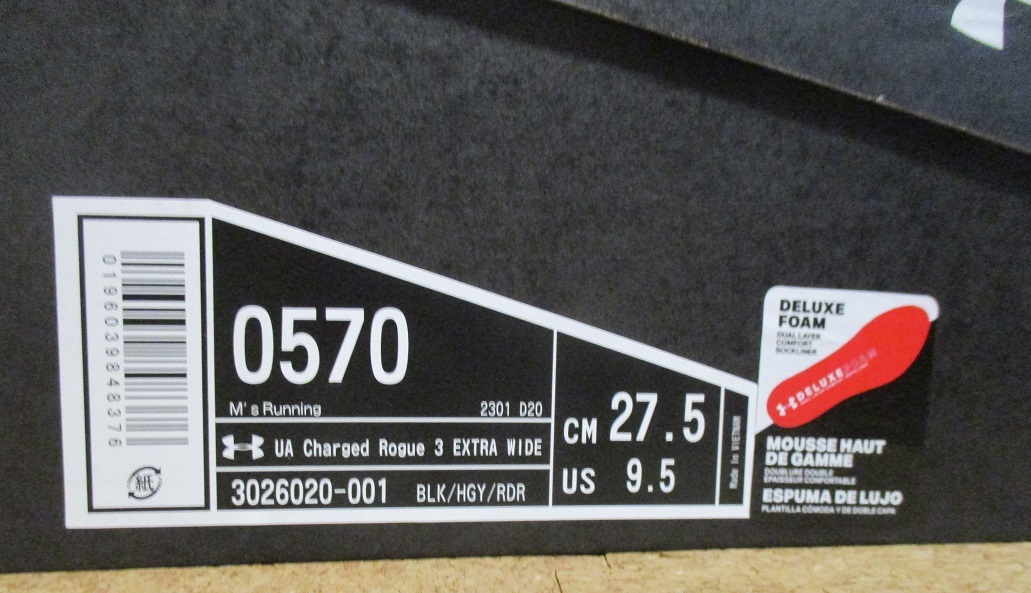 0196039848376
紙
0570
M's Running
2301 D20
UA Charged Rogue 3 EXTRA WIDE
3026020-001 BLK/HGY/RDR
CM 27.5
US 9.5
Made In VIETNAM
DELUXE
FOAM
DUAL LAYER
COMFORT
SOCKLINER
DELUXEFOAM
MOUSSE HAUT
DE GAMME
DOUBLURE DOUBLE
ÉPAISSEUR CONFORTABLE
ESPUMA DE LUJO
PLANTILLA CÓMODA Y DE DOBLE CAPA